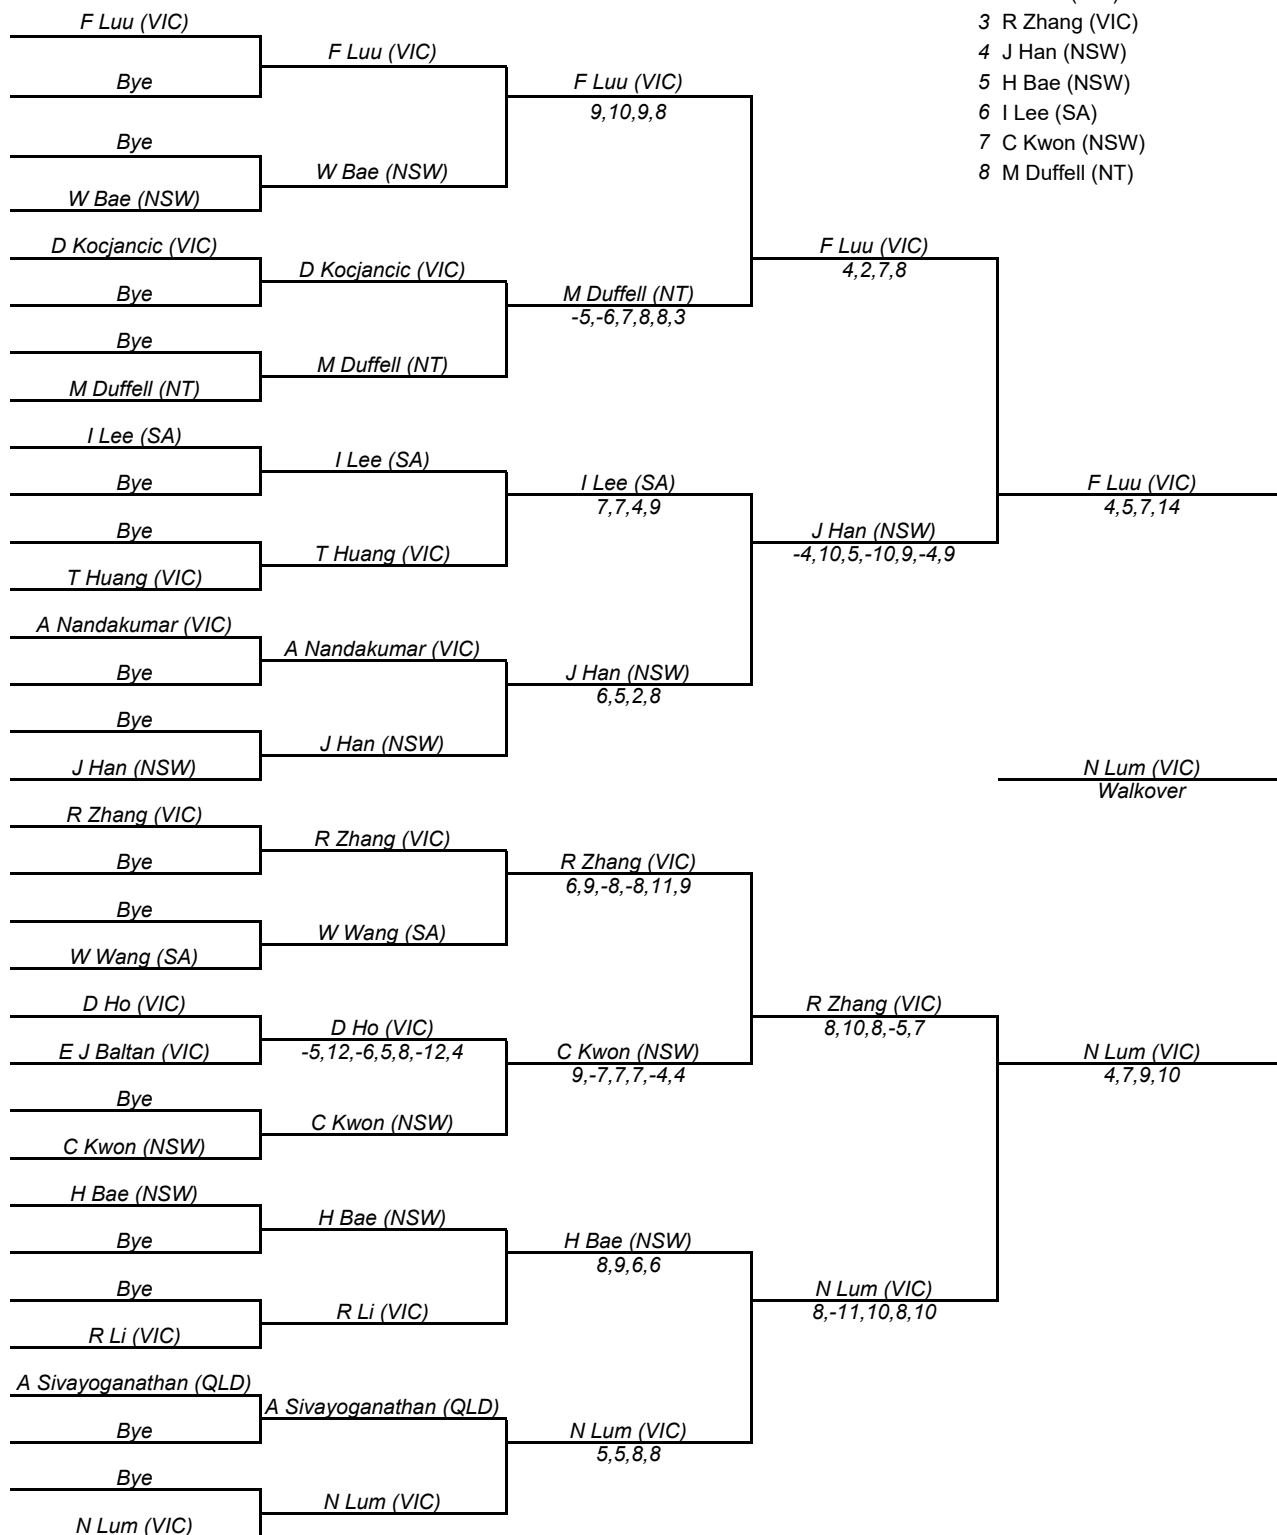 3 R Zhang (VIC)
4 J Han (NSW)
5 H Bae (NSW)
6 I Lee (SA)
7 C Kwon (NSW)
8 M Duffell (NT)
F Luu (VIC)
Bye
Bye
W Bae (NSW)
D Kocjancic (VIC)
Bye
Bye
M Duffell (NT)
I Lee (SA)
Bye
Bye
T Huang (VIC)
A Nandakumar (VIC)
Bye
Bye
J Han (NSW)
R Zhang (VIC)
Bye
Bye
W Wang (SA)
D Ho (VIC)
E J Baltan (VIC)
Bye
C Kwon (NSW)
H Bae (NSW)
Bye
Bye
R Li (VIC)
A Sivayoganathan (QLD)
Bye
Bye
N Lum (VIC)
F Luu (VIC)
W Bae (NSW)
D Kocjancic (VIC)
M Duffell (NT)
I Lee (SA)
T Huang (VIC)
A Nandakumar (VIC)
J Han (NSW)
R Zhang (VIC)
W Wang (SA)
D Ho (VIC)
-5,12,-6,5,8,-12,4
C Kwon (NSW)
H Bae (NSW)
R Li (VIC)
A Sivayoganathan (QLD)
N Lum (VIC)
F Luu (VIC)
9,10,9,8
M Duffell (NT)
-5,-6,7,8,8,3
I Lee (SA)
7,7,4,9
J Han (NSW)
6,5,2,8
R Zhang (VIC)
6,9,-8,-8,11,9
C Kwon (NSW)
9,-7,7,7,-4,4
H Bae (NSW)
8,9,6,6
N Lum (VIC)
5,5,8,8
F Luu (VIC)
4,2,7,8
J Han (NSW)
-4,10,5,-10,9,-4,9
R Zhang (VIC)
8,10,8,-5,7
N Lum (VIC)
8,-11,10,8,10
F Luu (VIC)
4,5,7,14
N Lum (VIC)
Walkover
N Lum (VIC)
4,7,9,10